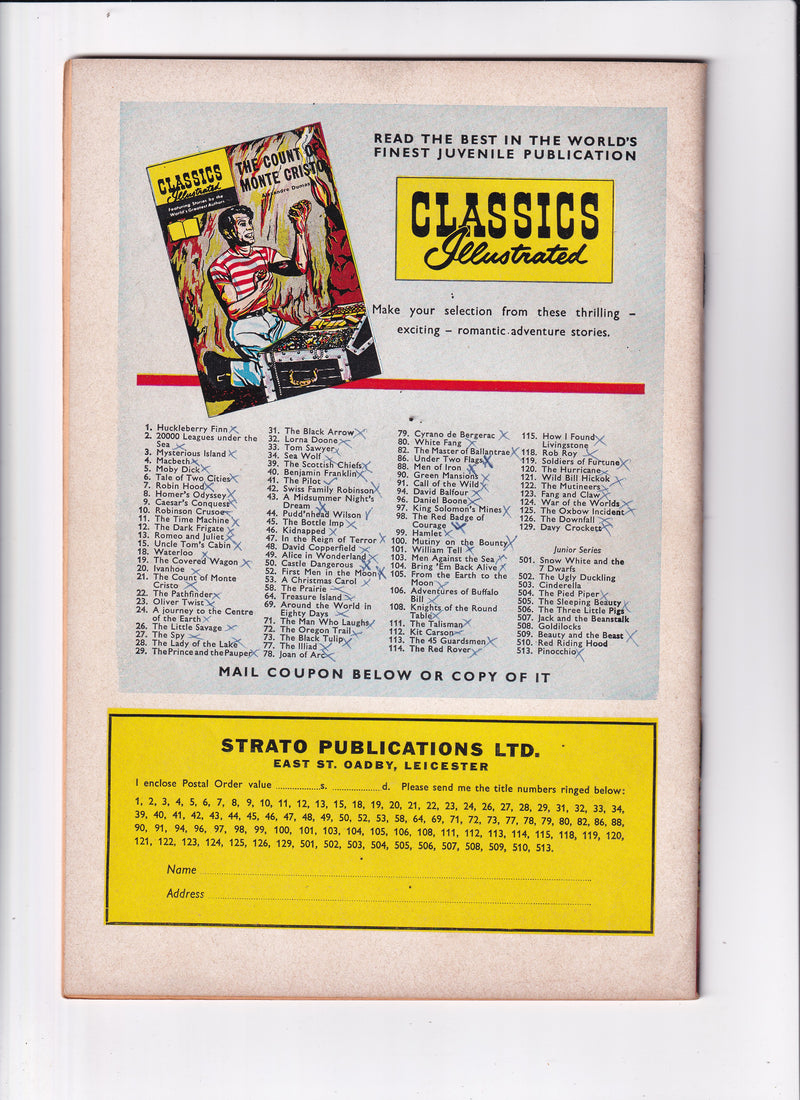 CLASSICS
Illustrated
Featuring Stories by the
World's Greatest Authors
THE COUNT OF
MONTE CRISTO
Alexandre Dumas
READ THE BEST IN THE WORLD'S
FINEST JUVENILE PUBLICATION
CLASSICS
Illustrated
Make your selection from these thrilling –
exciting – romantic adventure stories.
1. Huckleberry Finn
2. 20000 Leagues under the
Sea
3. Mysterious Island
4. Macbeth
5. Moby Dick
6. Tale of Two Cities
7. Robin Hood
8. Homer's Odyssey
9. Caesar's Conquest
10. Robinson Crusoe
11. The Time Machine
12. The Dark Frigate
13. Romeo and Juliet
15. Uncle Tom's Cabin
18. Waterloo
19. The Covered Wagon
20. Ivanhoe
21. The Count of Monte
Cristo
22. The Pathfinder
23. Oliver Twist
24. A journey to the Centre
of the Earth
26. The Little Savage
27. The Spy
28. The Lady of the Lake
29. The Prince and the Pauper
31. The Black Arrow
32. Lorna Doone
33. Tom Sawyer
34. Sea Wolf
39. The Scottish Chiefs
40. Benjamin Franklin
41. The Pilot
42. Swiss Family Robinson
43. A Midsummer Night's
Dream
44. Pudd'nhead Wilson
45. The Bottle Imp
46. Kidnapped
47. In the Reign of Terror
48. David Copperfield
49. Alice in Wonderland
50. Castle Dangerous
52. First Men in the Moon
53. A Christmas Carol
58. The Prairie
64. Treasure Island
69. Around the World in
Eighty Days
71. The Man Who Laughs
72. The Oregon Trail
73. The Black Tulip
77. The Illiad
78. Joan of Arc
79. Cyrano de Bergerac
80. White Fang
82. The Master of Ballantrae
86. Under Two Flags
88. Men of Iron
90. Green Mansions
91. Call of the Wild
94. David Balfour
96. Daniel Boone
97. King Solomon's Mines
98. The Red Badge of
Courage
99. Hamlet
100. Mutiny on the Bounty
101. William Tell
103. Men Against the Sea
104. Bring 'Em Back Alive
105. From the Earth to the
Moon
106. Adventures of Buffalo
Bill
108. Knights of the Round
Table
111. The Talisman
112. Kit Carson
113. The 45 Guardsmen
114. The Red Rover
115. How I Found
Livingstone
118. Rob Roy
119. Soldiers of Fortune
120. The Hurricane
121. Wild Bill Hickok
122. The Mutineers
123. Fang and Claw
124. War of the Worlds
125. The Oxbow Incident
126. The Downfall
129. Davy Crockett
Junior Series
501. Snow White and the
7 Dwarfs
502. The Ugly Duckling
503. Cinderella
504. The Pied Piper
505. The Sleeping Beauty
506. The Three Little Pigs
507. Jack and the Beanstalk
508. Goldilocks
509. Beauty and the Beast
510. Red Riding Hood
513. Pinocchio
MAIL COUPON BELOW OR COPY OF IT
STRATO PUBLICATIONS LTD.
EAST ST. OADBY, LEICESTER
I enclose Postal Order value ................s. ................d. Please send me the title numbers ringed below:
1, 2, 3, 4, 5, 6, 7, 8, 9, 10, 11, 12, 13, 15, 18, 19, 20, 21, 22, 23, 24, 26, 27, 28, 29, 31, 32, 33, 34,
39, 40, 41, 42, 43, 44, 45, 46, 47, 48, 49, 50, 52, 53, 58, 64, 69, 71, 72, 73, 77, 78, 79, 80, 82, 86, 88,
90, 91, 94, 96, 97, 98, 99, 100, 101, 103, 104, 105, 106, 108, 111, 112, 113, 114, 115, 118, 119, 120,
121, 122, 123, 124, 125, 126, 129, 501, 502, 503, 504, 505, 506, 507, 508, 509, 510, 513.
Name
Address